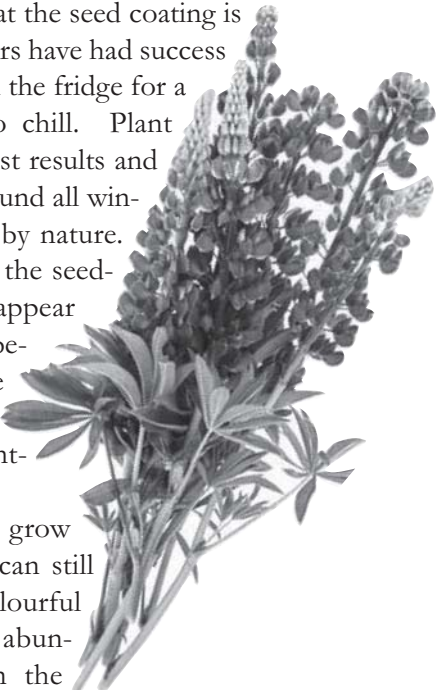 at the seed coating is
rs have had success
the fridge for a
chill. Plant
st results and
und all win-
by nature.
the seed-
appear
pe-
e
nt-
grow
can still
lourful
abun-
the